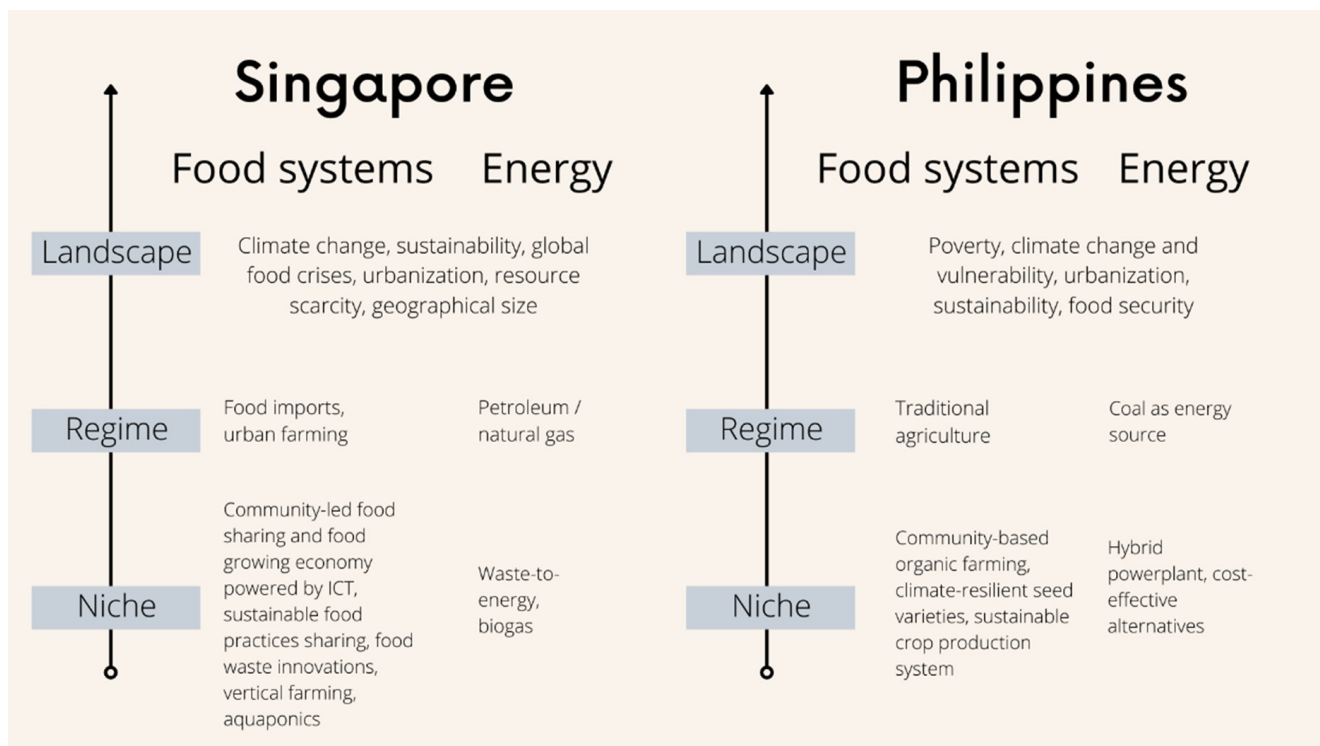 Singapore
Food systems
Energy
Landscape
Climate change, sustainability, global
food crises, urbanization, resource
scarcity, geographical size
Regime
Food imports,
urban farming
Petroleum /
natural gas
Niche
Community-led food
sharing and food
growing economy
powered by ICT,
sustainable food
practices sharing, food
waste innovations,
vertical farming,
aquaponics
Waste-to-
energy,
biogas
Philippines
Food systems
Energy
Landscape
Poverty, climate change and
vulnerability, urbanization,
sustainability, food security
Regime
Traditional
agriculture
Coal as energy
source
Niche
Community-based
organic farming,
climate-resilient seed
varieties, sustainable
crop production
system
Hybrid
powerplant, cost-
effective
alternatives